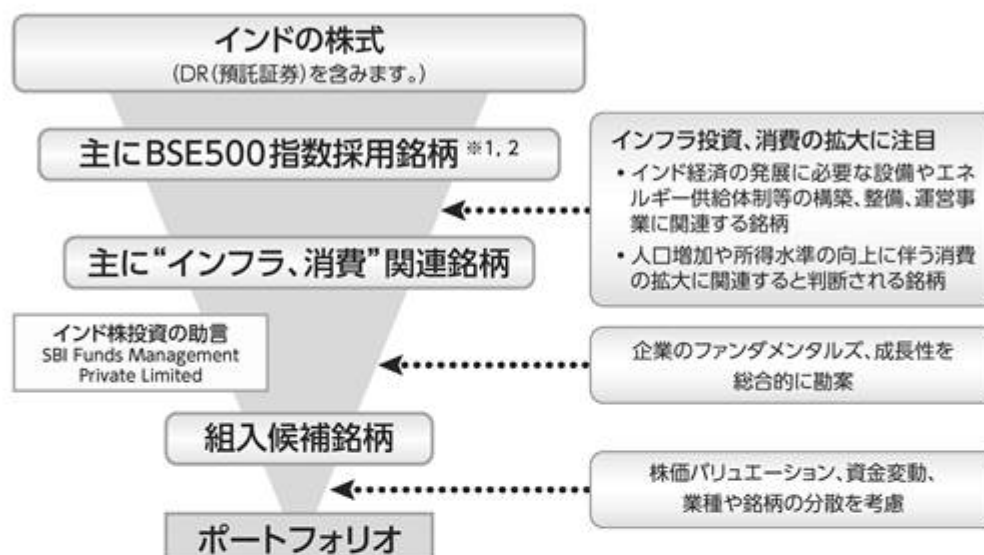 インドの株式
(DR(預託証券)を含みます。)
主にBSE500指数採用銘柄 ※1, 2
インフラ投資、消費の拡大に注目
• インド経済の発展に必要な設備やエネ
ルギー供給体制等の構築、整備、運営事
業に関連する銘柄
• 人口増加や所得水準の向上に伴う消費
の拡大に関連すると判断される銘柄
主に“インフラ、消費”関連銘柄
インド株投資の助言
SBI Funds Management
Private Limited
企業のファンダメンタルズ、成長性を
総合的に勘案
組入候補銘柄
株価バリュエーション、資金変動、
業種や銘柄の分散を考慮
ポートフォリオ